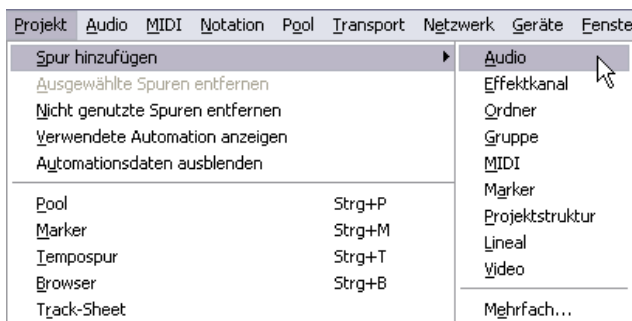 Projekt Audio MIDI Notation Pool Transport Netzwerk Geräte Fenste
Spur hinzufügen
Ausgewählte Spuren entfernen
Nicht genutzte Spuren entfernen
Verwendete Automation anzeigen
Automationsdaten ausblenden
Pool Strg+P
Marker Strg+M
Tempospur Strg+T
Browser Strg+B
Track-Sheet
Audio
Effektkanal
Ordner
Gruppe
MIDI
Marker
Projektstruktur
Lineal
Video
Mehrfach...